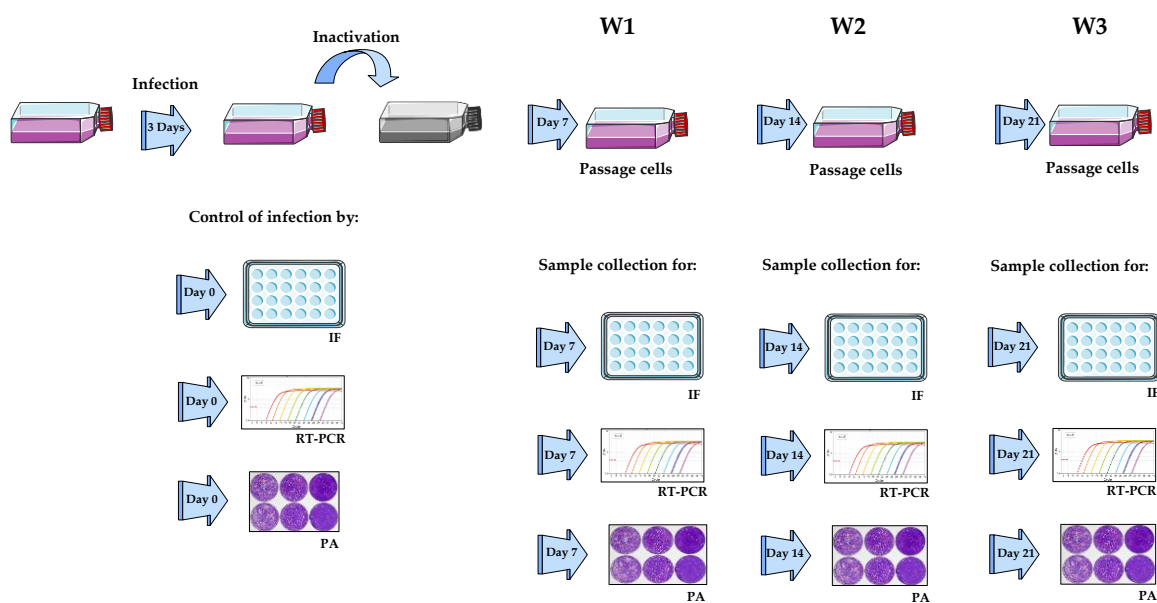 W1
W2
W3
Inactivation
Infection
3 Days
Day 7
Day 14
Day 21
Passage cells
Passage cells
Passage cells
Control of infection by:
Sample collection for:
Sample collection for:
Sample collection for:
Day 0
IF
Day 7
IF
Day 14
IF
Day 21
IF
Day 0
RT-PCR
Day 7
RT-PCR
Day 14
RT-PCR
Day 21
RT-PCR
Day 0
PA
Day 7
PA
Day 14
PA
Day 21
PA